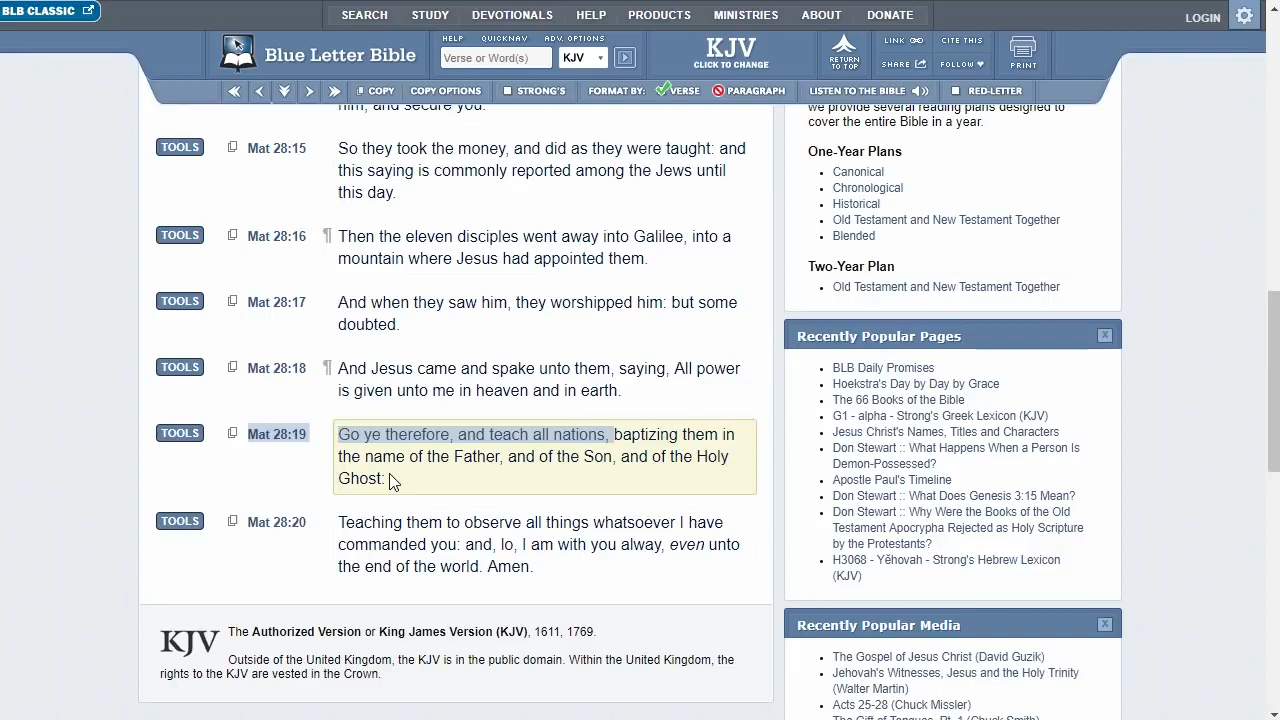 BLB CLASSIC
SEARCH STUDY DEVOTIONALS HELP PRODUCTS MINISTRIES ABOUT DONATE
LOGIN
Blue Letter Bible
HELP QUICKNAV ADV. OPTIONS
Verse or Word(s) KJV
KJV
CLICK TO CHANGE
RETURN
TO TOP
LINK CITE THIS
SHARE FOLLOW
PRINT
COPY COPY OPTIONS STRONG'S FORMAT BY: VERSE PARAGRAPH LISTEN TO THE BIBLE RED-LETTER
him, and secure you.
TOOLS Mat 28:15 So they took the money, and did as they were taught: and
this saying is commonly reported among the Jews until
this day.
TOOLS Mat 28:16 ¶ Then the eleven disciples went away into Galilee, into a
mountain where Jesus had appointed them.
TOOLS Mat 28:17 And when they saw him, they worshipped him: but some
doubted.
TOOLS Mat 28:18 ¶ And Jesus came and spake unto them, saying, All power
is given unto me in heaven and in earth.
TOOLS Mat 28:19 Go ye therefore, and teach all nations, baptizing them in
the name of the Father, and of the Son, and of the Holy
Ghost:
TOOLS Mat 28:20 Teaching them to observe all things whatsoever I have
commanded you: and, lo, I am with you alway, even unto
the end of the world. Amen.
KJV The Authorized Version or King James Version (KJV), 1611, 1769.
Outside of the United Kingdom, the KJV is in the public domain. Within the United Kingdom, the
rights to the KJV are vested in the Crown.
we provide several reading plans designed to
cover the entire Bible in a year.
One-Year Plans
Canonical
Chronological
Historical
Old Testament and New Testament Together
Blended
Two-Year Plan
Old Testament and New Testament Together
Recently Popular Pages x
BLB Daily Promises
Hoekstra's Day by Day by Grace
The 66 Books of the Bible
G1 - alpha - Strong's Greek Lexicon (KJV)
Jesus Christ's Names, Titles and Characters
Don Stewart :: What Happens When a Person Is
Demon-Possessed?
Apostle Paul's Timeline
Don Stewart :: What Does Genesis 3:15 Mean?
Don Stewart :: Why Were the Books of the Old
Testament Apocrypha Rejected as Holy Scripture
by the Protestants?
H3068 - Yĕhovah - Strong's Hebrew Lexicon
(KJV)
Recently Popular Media x
The Gospel of Jesus Christ (David Guzik)
Jehovah's Witnesses, Jesus and the Holy Trinity
(Walter Martin)
Acts 25-28 (Chuck Missler)
The Gift of Tongues, Pt. 1 (Chuck Smith)